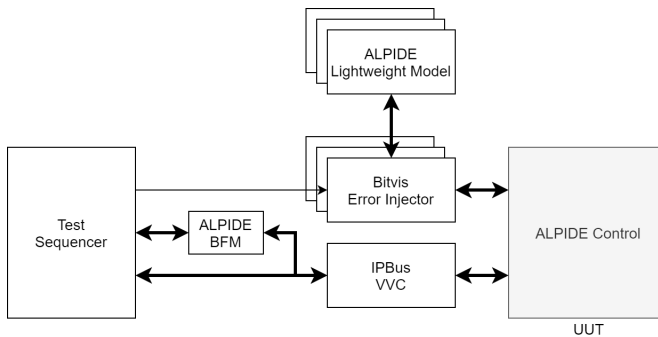 ALPIDE
Lightweight Model
Bitvis
Error Injector
Test
Sequencer
ALPIDE
BFM
ALPIDE Control
IPBus
VVC
UUT